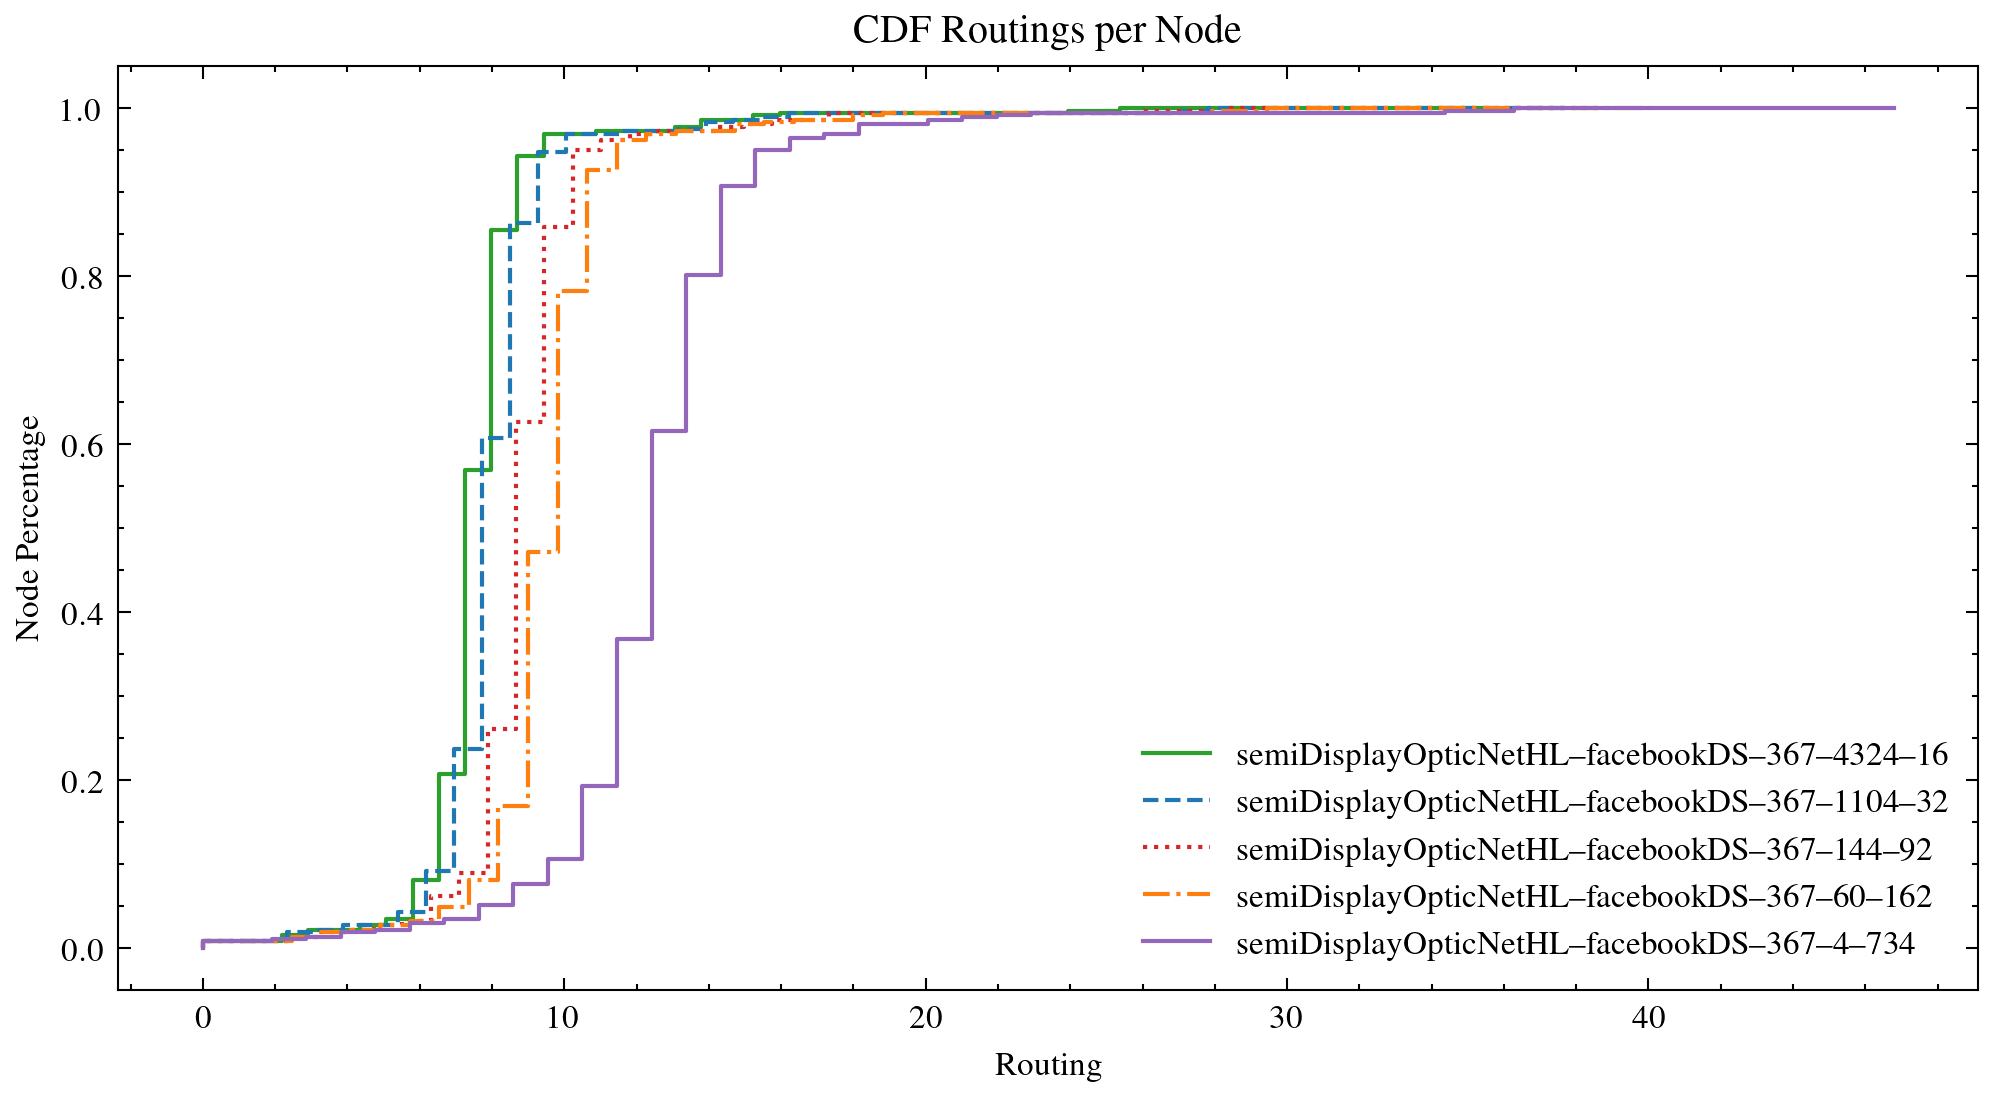 CDF Routings per Node
1.0
0.8
0.6
0.4
0.2
0.0
Node Percentage
semiDisplayOpticNetHL–facebookDS–367–4324–16
semiDisplayOpticNetHL–facebookDS–367–1104–32
semiDisplayOpticNetHL–facebookDS–367–144–92
semiDisplayOpticNetHL–facebookDS–367–60–162
semiDisplayOpticNetHL–facebookDS–367–4–734
0 10 20 30 40
Routing